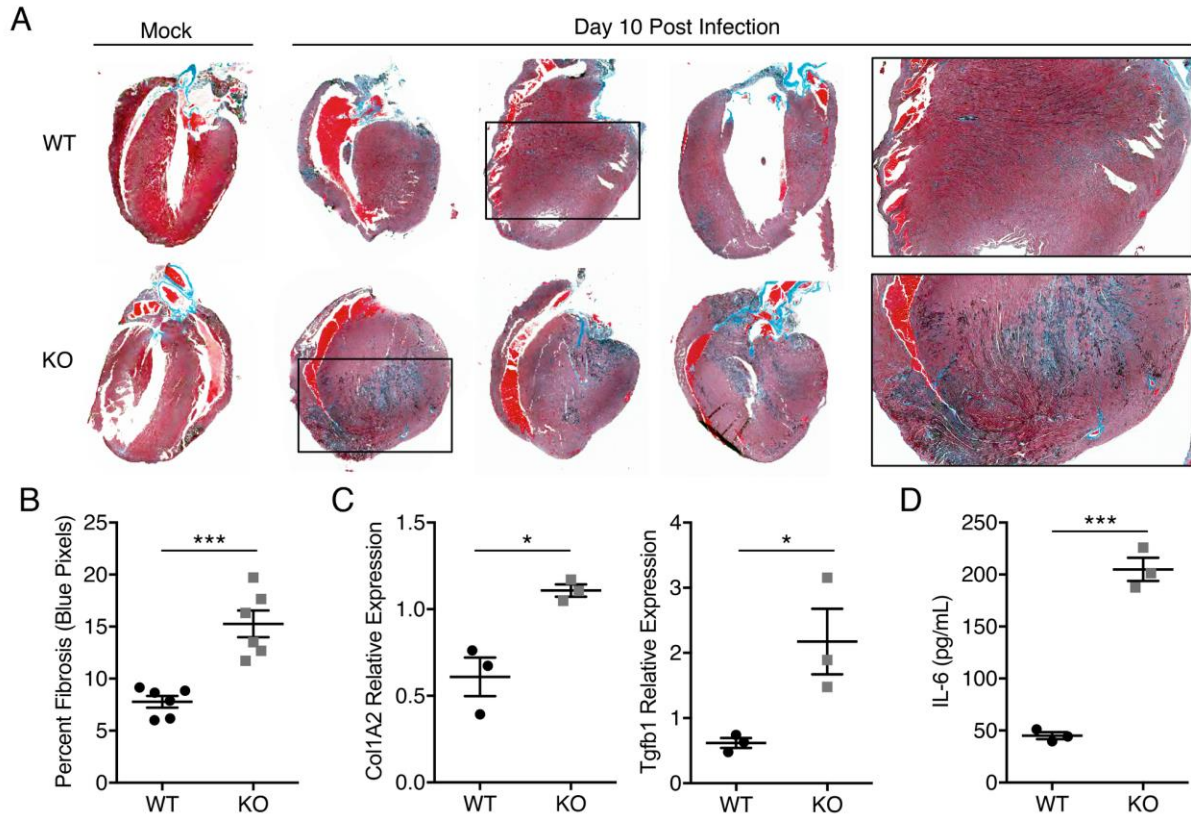 A
Mock
Day 10 Post Infection
WT
KO
B
Percent Fibrosis (Blue Pixels)
25
20
15
10
5
0
***
WT
KO
C
Col1A2 Relative Expression
1.5
1.0
0.5
0.0
*
WT
KO
Tgfb1 Relative Expression
4
3
2
1
0
*
WT
KO
D
IL-6 (pg/mL)
250
200
150
100
50
0
***
WT
KO